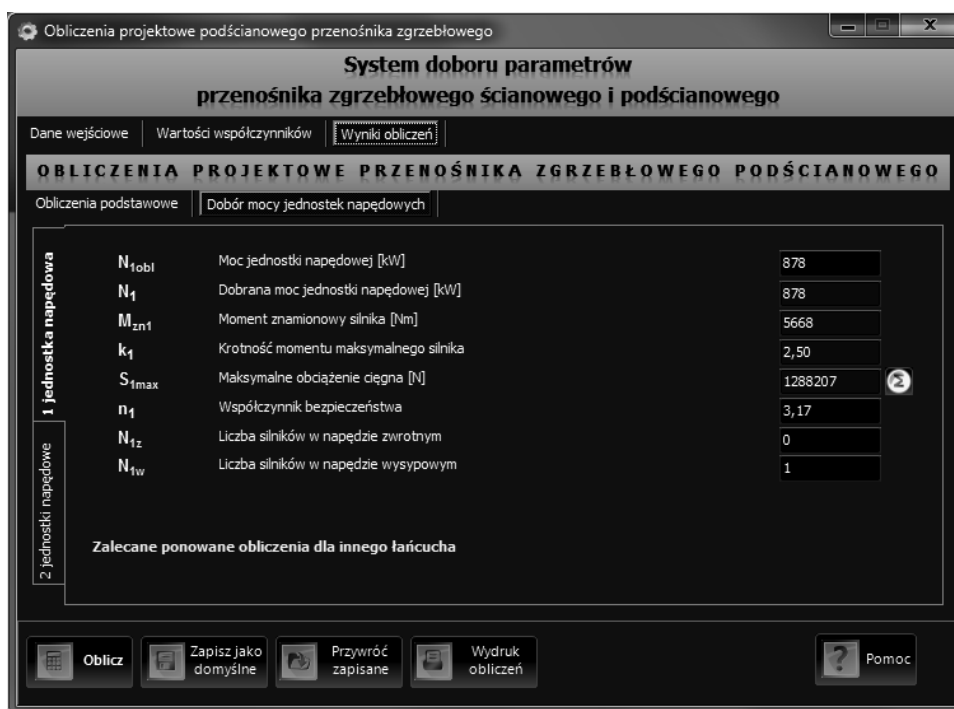 Obliczenia projektowe podścianowego przenośnika zgrzebłowego
System doboru parametrów
przenośnika zgrzebłowego ścianowego i podścianowego
Dane wejściowe Wartości współczynników Wyniki obliczeń
OBLICZENIA PROJEKTOWE PRZENOŚNIKA ZGRZEBŁOWEGO PODŚCIANOWEGO
Obliczenia podstawowe Dobór mocy jednostek napędowych
1 jednostka napędowa
2 jednostki napędowe
N1obl Moc jednostki napędowej [kW] 878
N1 Dobrana moc jednostki napędowej [kW] 878
Mzn1 Moment znamionowy silnika [Nm] 5668
k1 Krotność momentu maksymalnego silnika 2,50
S1max Maksymalne obciążenie cięgna [N] 1288207 Σ
n1 Współczynnik bezpieczeństwa 3,17
N1z Liczba silników w napędzie zwrotnym 0
N1w Liczba silników w napędzie wysypowym 1
Zalecane ponowane obliczenia dla innego łańcucha
Oblicz Zapisz jako domyślne Przywróć zapisane Wydruk obliczeń ? Pomoc